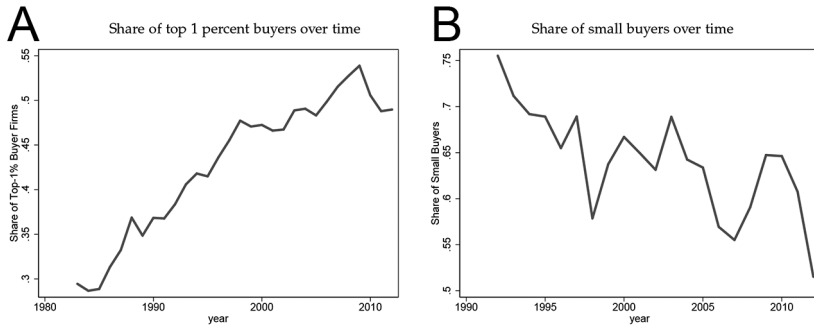 A
Share of top 1 percent buyers over time
Share of Top-1% Buyer Firms
.55
.5
.45
.4
.35
.3
1980
1990
2000
2010
year
B
Share of small buyers over time
Share of Small Buyers
.75
.7
.65
.6
.55
.5
1990
1995
2000
2005
2010
year